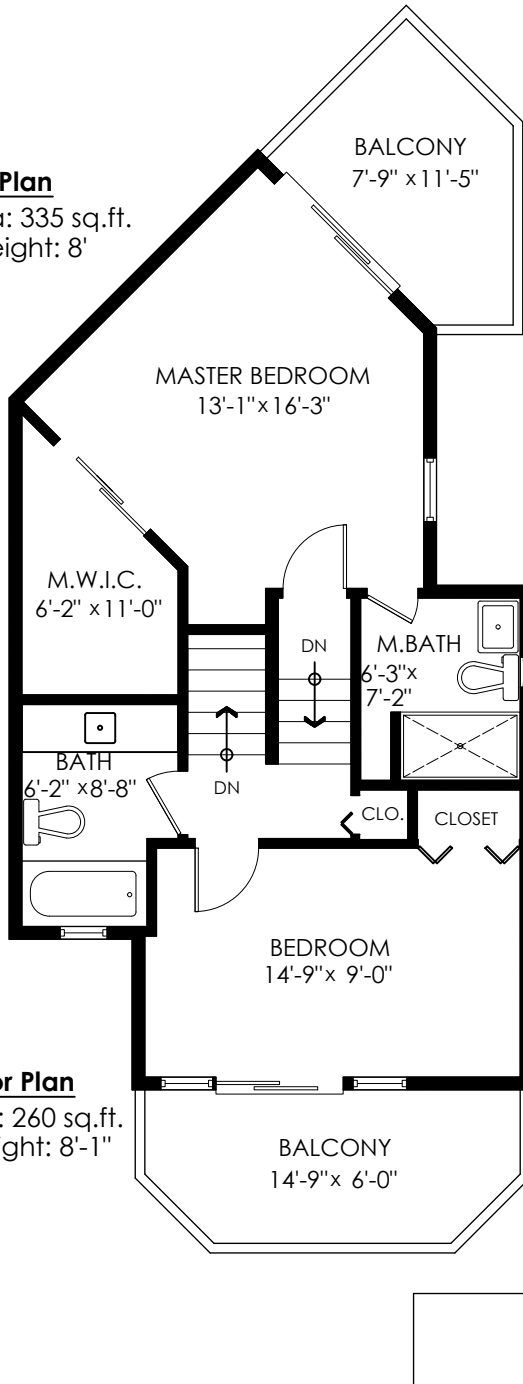 BALCONY
7'-9" x 11'-5"
Plan
: 335 sq.ft.
eight: 8'
MASTER BEDROOM
13'-1" x 16'-3"
M.W.I.C.
6'-2" x 11'-0"
DN
M.BATH
6'-3" x
7'-2"
BATH
6'-2" x 8'-8"
DN
CLO.
CLOSET
BEDROOM
14'-9" x 9'-0"
or Plan
: 260 sq.ft.
ght: 8'-1"
BALCONY
14'-9" x 6'-0"